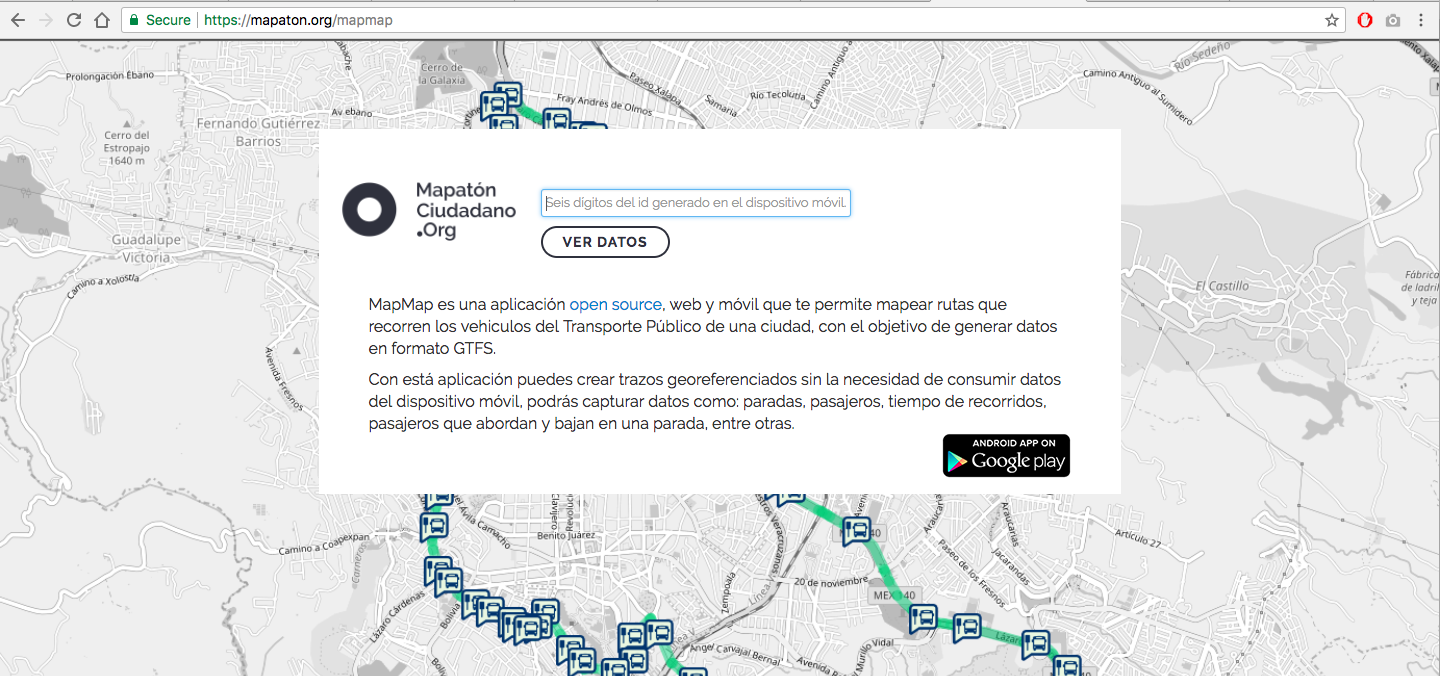 Secure
https://mapaton.org/mapmap
Prolongación Ébano
Cerro de
la Galaxia
Av ebano
Fernando Gutiérrez
Barrios
Cerro del
Estropajo
1640 m
Fray Andrés de Olmos
Paseo Xalapa
Samaria
Río Tecolutla
Camino Antiguo
Río Sedeño
Camino Antiguo al Sumidero
Mapatón
Ciudadano
.Org
Seis dígitos del id generado en el dispositivo móvil.
VER DATOS
Guadalupe
Victoria
Camino a Xolostla
Avenida Fresnos
El Castillo
Fábrica
de ladril
y teja
MapMap es una aplicación open source, web y móvil que te permite mapear rutas que
recorren los vehiculos del Transporte Público de una ciudad, con el objetivo de generar datos
en formato GTFS.
Con está aplicación puedes crear trazos georeferenciados sin la necesidad de consumir datos
del dispositivo móvil, podrás capturar datos como: paradas, pasajeros, tiempo de recorridos,
pasajeros que abordan y bajan en una parada, entre otras.
ANDROID APP ON
Google play
Ávila Camacho
Clavijero
Revolución
Benito Juárez
Camino a Coapexpan
Carneros
Lázaro Cárdenas
Bolivia
Zempoala
20 de noviembre
MEX 140
Araucarias
Araucarias
Jacarandas
Paseo de los Fresnos
Artículo 27
Avenida R
Murillo Vidal
Ángel Carvajal Bernal
Línea V